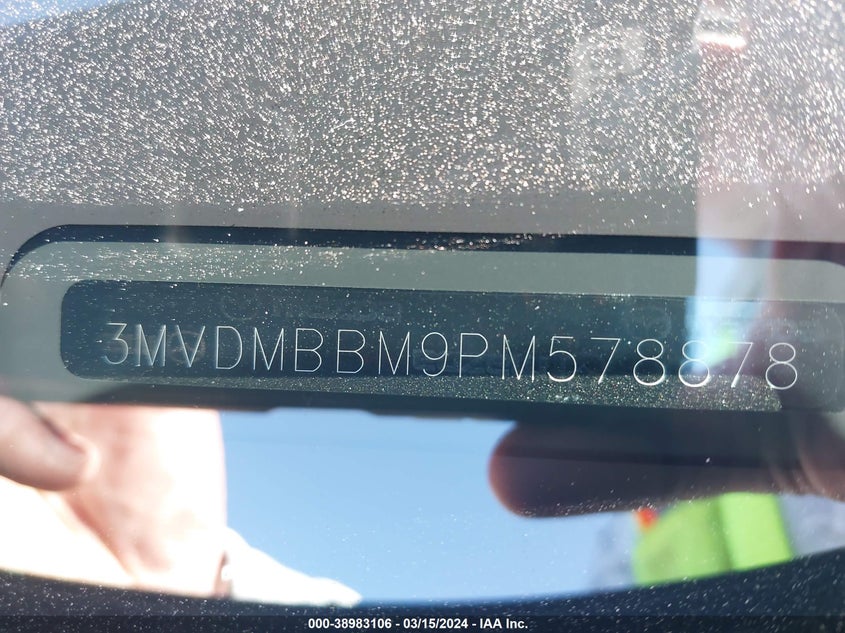 3MVDMBBM9PM578878
000-38983106 - 03/15/2024 - IAA Inc.